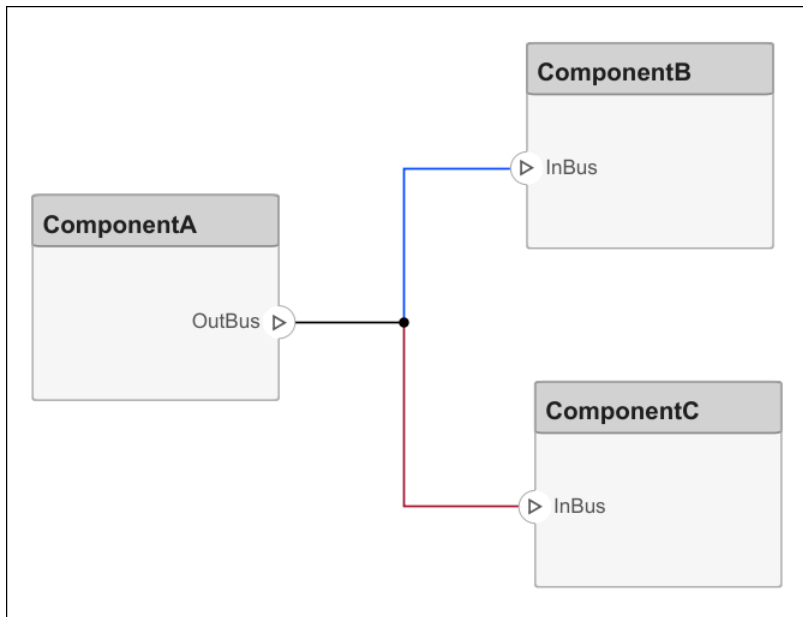 ComponentB
InBus
ComponentA
OutBus
ComponentC
InBus